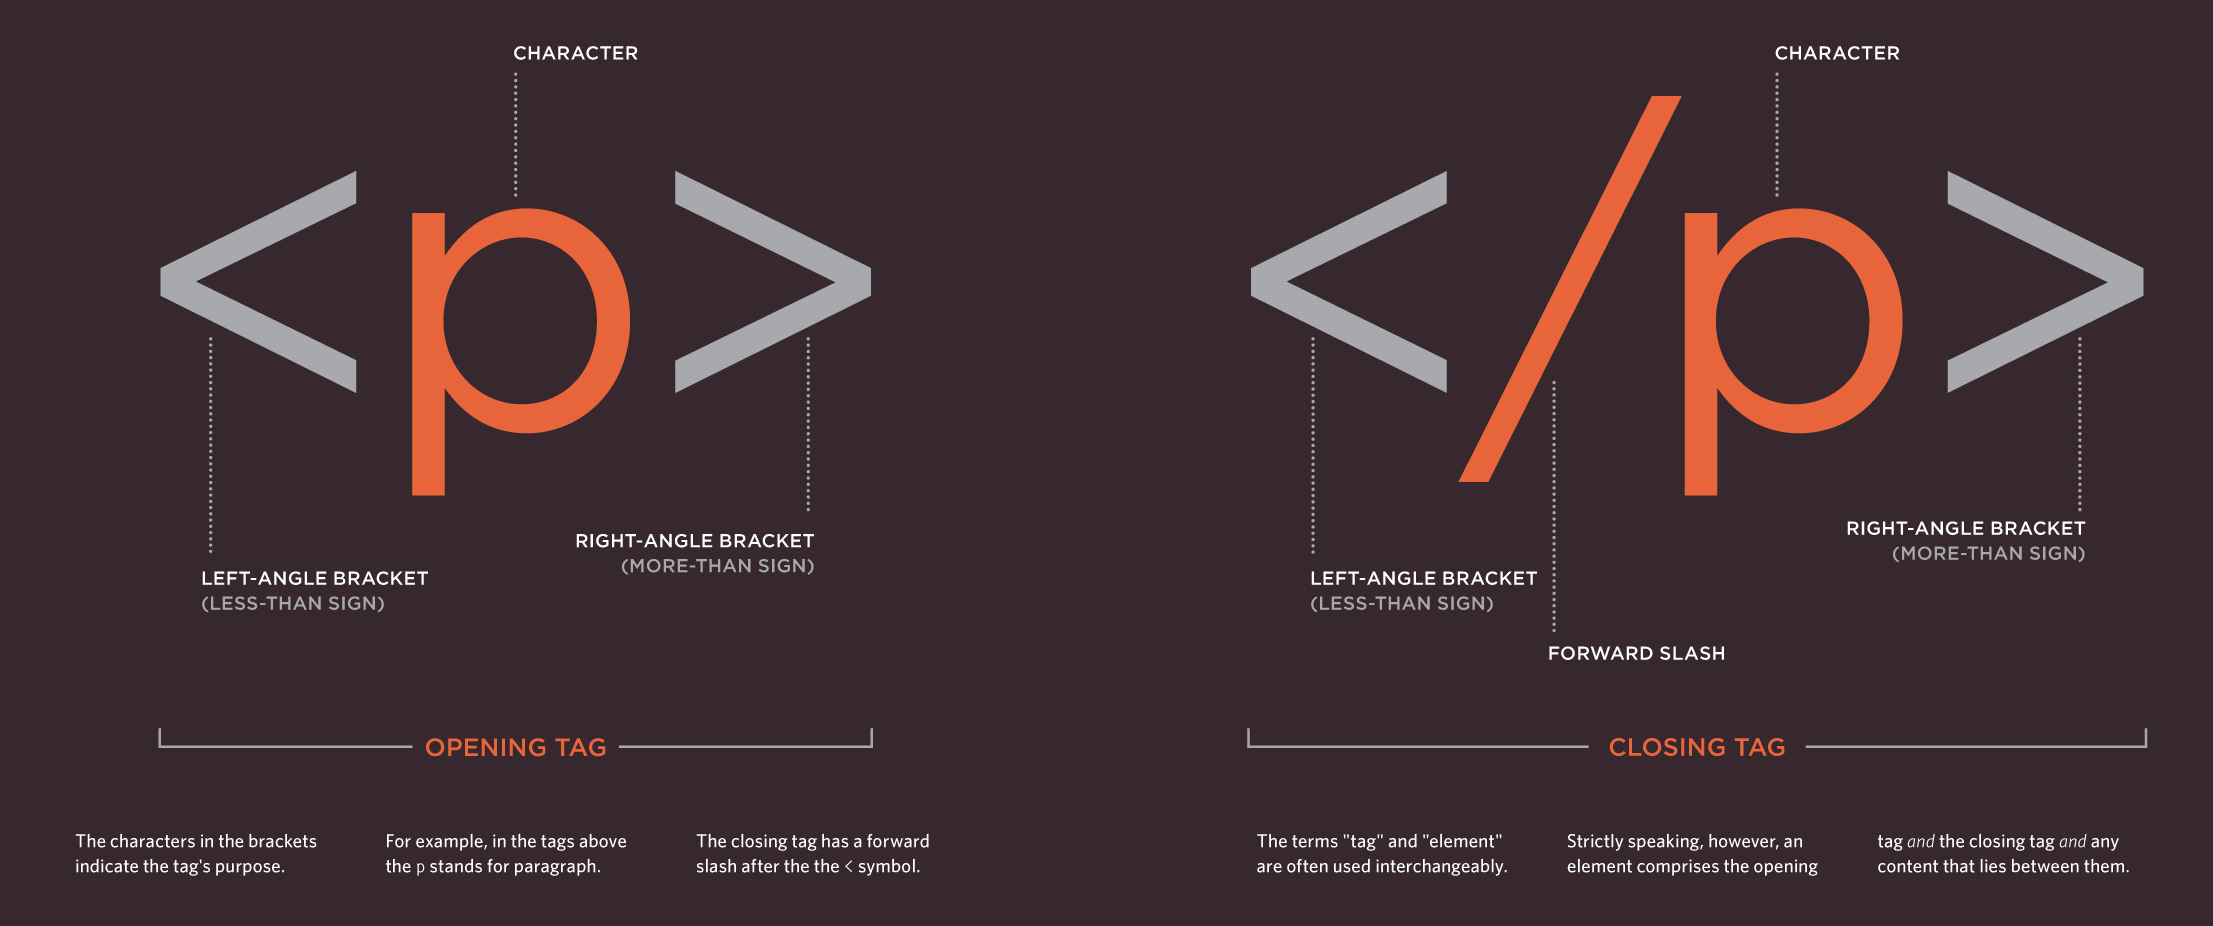 CHARACTER
<p>
LEFT-ANGLE BRACKET
(LESS-THAN SIGN)
RIGHT-ANGLE BRACKET
(MORE-THAN SIGN)
OPENING TAG
The characters in the brackets
indicate the tag's purpose.
For example, in the tags above
the p stands for paragraph.
The closing tag has a forward
slash after the the < symbol.
CHARACTER
</p>
LEFT-ANGLE BRACKET
(LESS-THAN SIGN)
FORWARD SLASH
RIGHT-ANGLE BRACKET
(MORE-THAN SIGN)
CLOSING TAG
The terms "tag" and "element"
are often used interchangeably.
Strictly speaking, however, an
element comprises the opening
tag and the closing tag and any
content that lies between them.